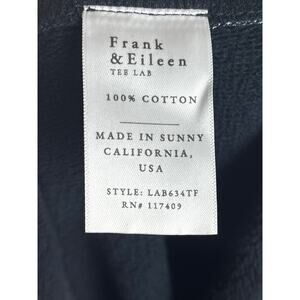 Frank
&Eileen
TEE LAB
100% COTTON
MADE IN SUNNY
CALIFORNIA,
USA
STYLE: LAB634TF
RN# 117409